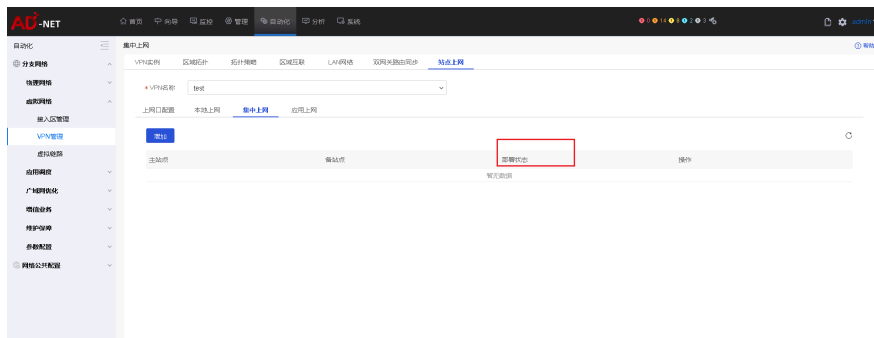 AD-NET 首页 向导 监控 管理 自动化 分析 系统 0 14 8 2 3 admin
自动化
集中上网 帮助
分支网络
VPN实例 区域拓扑 拓扑策略 区域互联 LAN网络 双网关路由同步 站点上网
物理网络
* VPN名称 test
虚拟网络
上网口配置 本地上网 集中上网 应用上网
接入区管理
VPN管理
增加
虚拟链路
主站点 备站点 部署状态 操作
应用调度
暂无数据
广域网优化
增值业务
维护保障
参数配置
网络公共配置